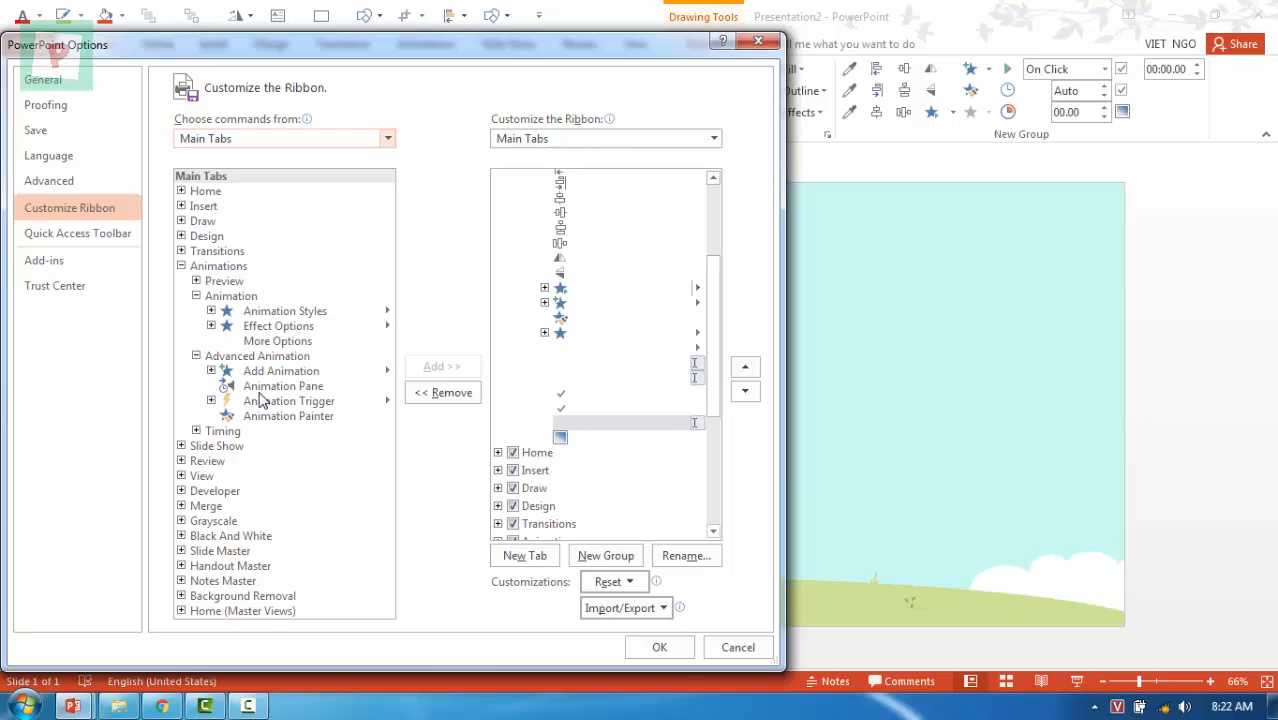 Drawing Tools
Presentation2 - PowerPoint
PowerPoint Options
me what you want to do
VIET NGO
Share
General
Proofing
Save
Language
Advanced
Customize Ribbon
Quick Access Toolbar
Add-ins
Trust Center
Customize the Ribbon.
Choose commands from:
Main Tabs
Main Tabs
Home
Insert
Draw
Design
Transitions
Animations
Preview
Animation
Animation Styles
Effect Options
More Options
Advanced Animation
Add Animation
Animation Pane
Animation Trigger
Animation Painter
Timing
Slide Show
Review
View
Developer
Merge
Grayscale
Black And White
Slide Master
Handout Master
Notes Master
Background Removal
Home (Master Views)
Add >>
<< Remove
Customize the Ribbon:
Main Tabs
Home
Insert
Draw
Design
Transitions
New Tab
New Group
Rename...
Customizations:
Reset
Import/Export
OK
Cancel
On Click
00:00.00
Auto
00.00
New Group
Slide 1 of 1
English (United States)
Notes
Comments
66%
8:22 AM